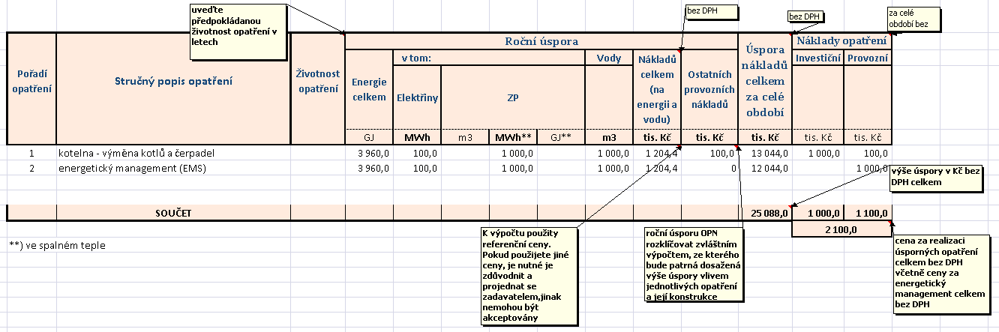 uveďte
předpokládanou
životnost opatření v
letech
bez DPH
bez DPH
za celé
období bez
Pořadí
opatření
Stručný popis opatření
Životnost
opatření
Roční úspora
Energie
celkem
v tom:
Elektřiny
ZP
Vody
Nákladů
celkem
(na
energii a
vodu)
Ostatních
provozních
nákladů
Úspora
nákladů
celkem
za celé
období
Náklady opatření
Investiční
Provozní
GJ MWh m3 MWh** GJ** m3 tis. Kč tis. Kč tis. Kč tis. Kč tis. Kč
1 kotelna - výměna kotlů a čerpadel 3 960,0 100,0 1 000,0 1 000,0 1 204,4 100,0 13 044,0 1 000,0 100,0
2 energetický management (EMS) 3 960,0 100,0 1 000,0 1 000,0 1 204,4 0 12 044,0 1 000,0
výše úspory v Kč bez
DPH celkem
SOUČET 25 088,0 1 000,0 1 100,0
2 100,0
**) ve spalném teple
K výpočtu použity
referenční ceny.
Pokud použijete jiné
ceny, je nutné je
zdůvodnit a
projednat se
zadavatelem,jinak
nemohou být
akceptovány
roční úsporu OPN
rozklíčovat zvláštním
výpočtem, ze kterého
bude patrná dosažená
výše úspory vlivem
jednotlivých opatření
a její konstrukce
cena za realizaci
úsporných opatření
celkem bez DPH
včetně ceny za
energetický
management celkem
bez DPH